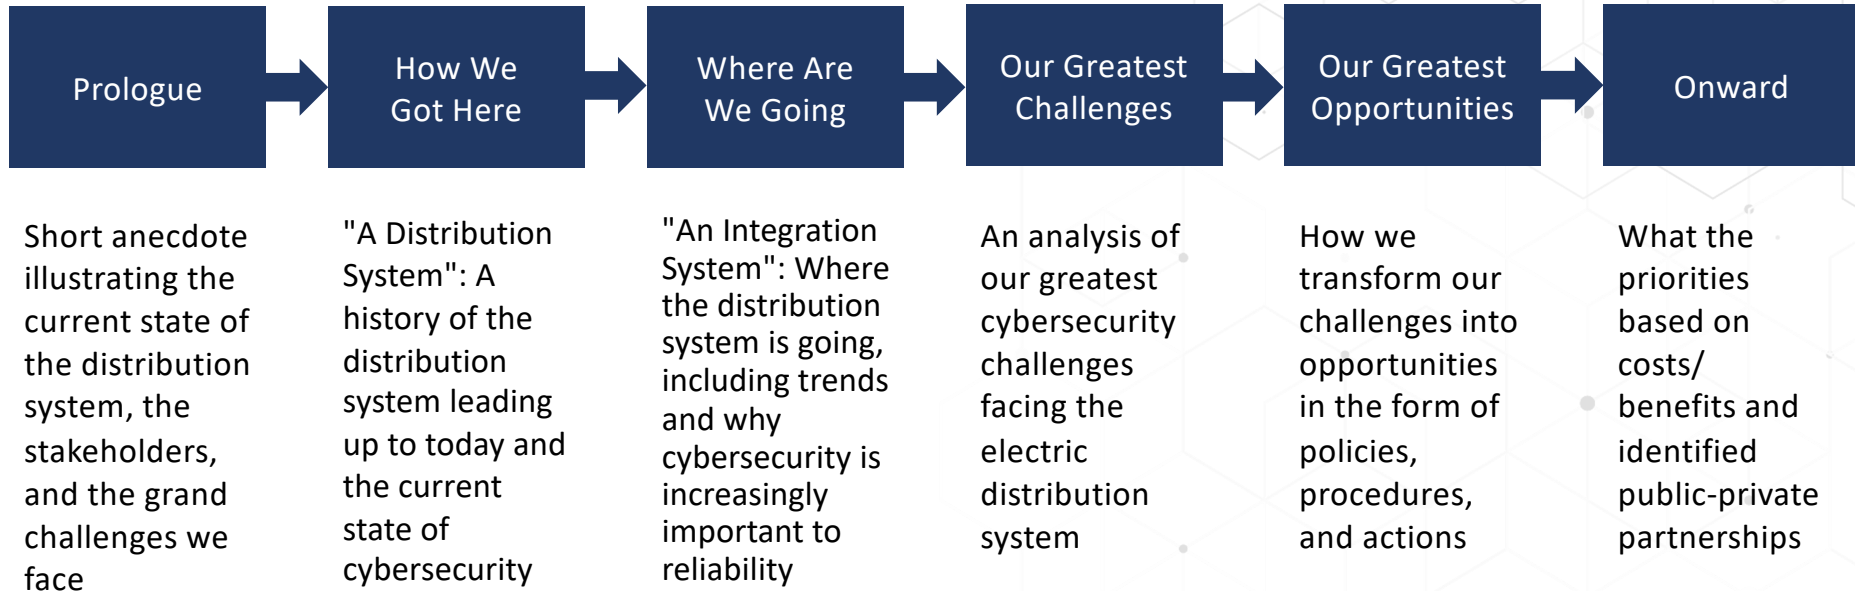 Prologue
How We
Got Here
Where Are
We Going
Our Greatest
Challenges
Our Greatest
Opportunities
Onward
Short anecdote
illustrating the
current state of
the distribution
system, the
stakeholders,
and the grand
challenges we
face
"A Distribution
System": A
history of the
distribution
system leading
up to today and
the current
state of
cybersecurity
"An Integration
System": Where
the distribution
system is going,
including trends
and why
cybersecurity is
increasingly
important to
reliability
An analysis of
our greatest
cybersecurity
challenges
facing the
electric
distribution
system
How we
transform our
challenges into
opportunities
in the form of
policies,
procedures,
and actions
What the
priorities
based on
costs/
benefits and
identified
public-private
partnerships